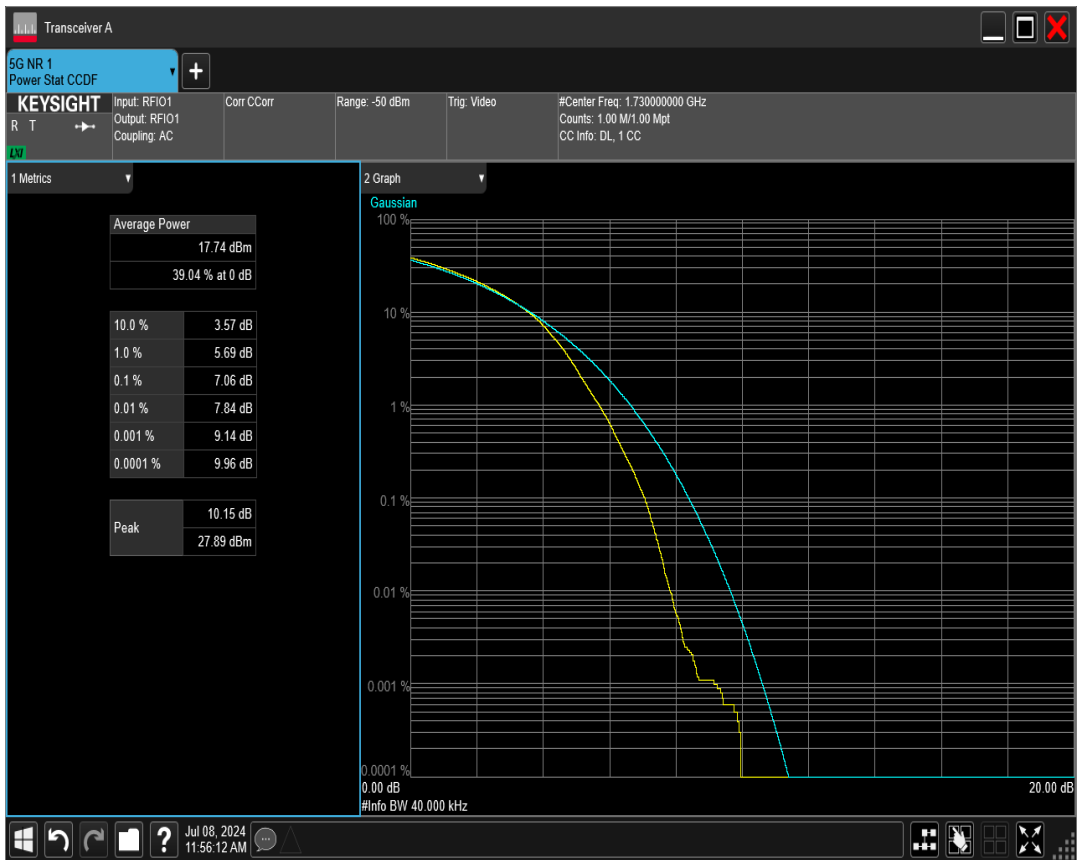 Transceiver A
5G NR 1
Power Stat CCDF
+
KEYSIGHT
R T
LXI
Input: RFIO1
Output: RFIO1
Coupling: AC
Corr CCorr
Range: -50 dBm
Trig: Video
#Center Freq: 1.730000000 GHz
Counts: 1.00 M/1.00 Mpt
CC Info: DL, 1 CC
1 Metrics
Average Power
17.74 dBm
39.04 % at 0 dB
10.0 % 3.57 dB
1.0 % 5.69 dB
0.1 % 7.06 dB
0.01 % 7.84 dB
0.001 % 9.14 dB
0.0001 % 9.96 dB
Peak
10.15 dB
27.89 dBm
2 Graph
Gaussian
100 %
10 %
1 %
0.1 %
0.01 %
0.001 %
0.0001 %
0.00 dB 20.00 dB
#Info BW 40.000 kHz
?
Jul 08, 2024
11:56:12 AM